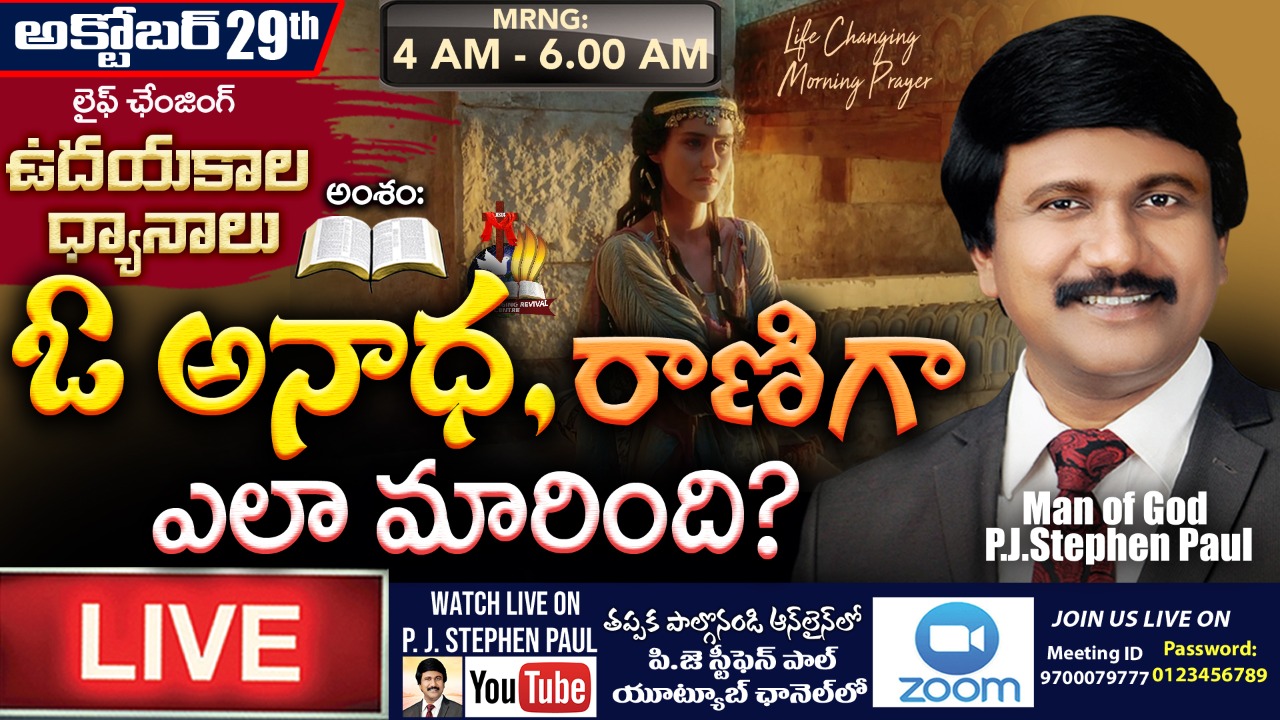 అక్టోబర్ 29th
MRNG:
4 AM - 6.00 AM
Life Changing
Morning Prayer
లైఫ్ ఛేంజింగ్
ఉదయకాల
ధ్యానాలు
అంశం:
REVIVAL
CENTRE
ఓ అనాధ, రాణిగా
ఎలా మారింది?
Man of God
P.J.Stephen Paul
LIVE
WATCH LIVE ON
P. J. STEPHEN PAUL
YouTube
తప్పక పాల్గొనండి ఆన్‌లైన్‌లో
పి.జె స్టీఫెన్ పాల్
యూట్యూబ్ ఛానెల్‌లో
zoom
JOIN US LIVE ON
Meeting ID
9700079777
Password:
0123456789